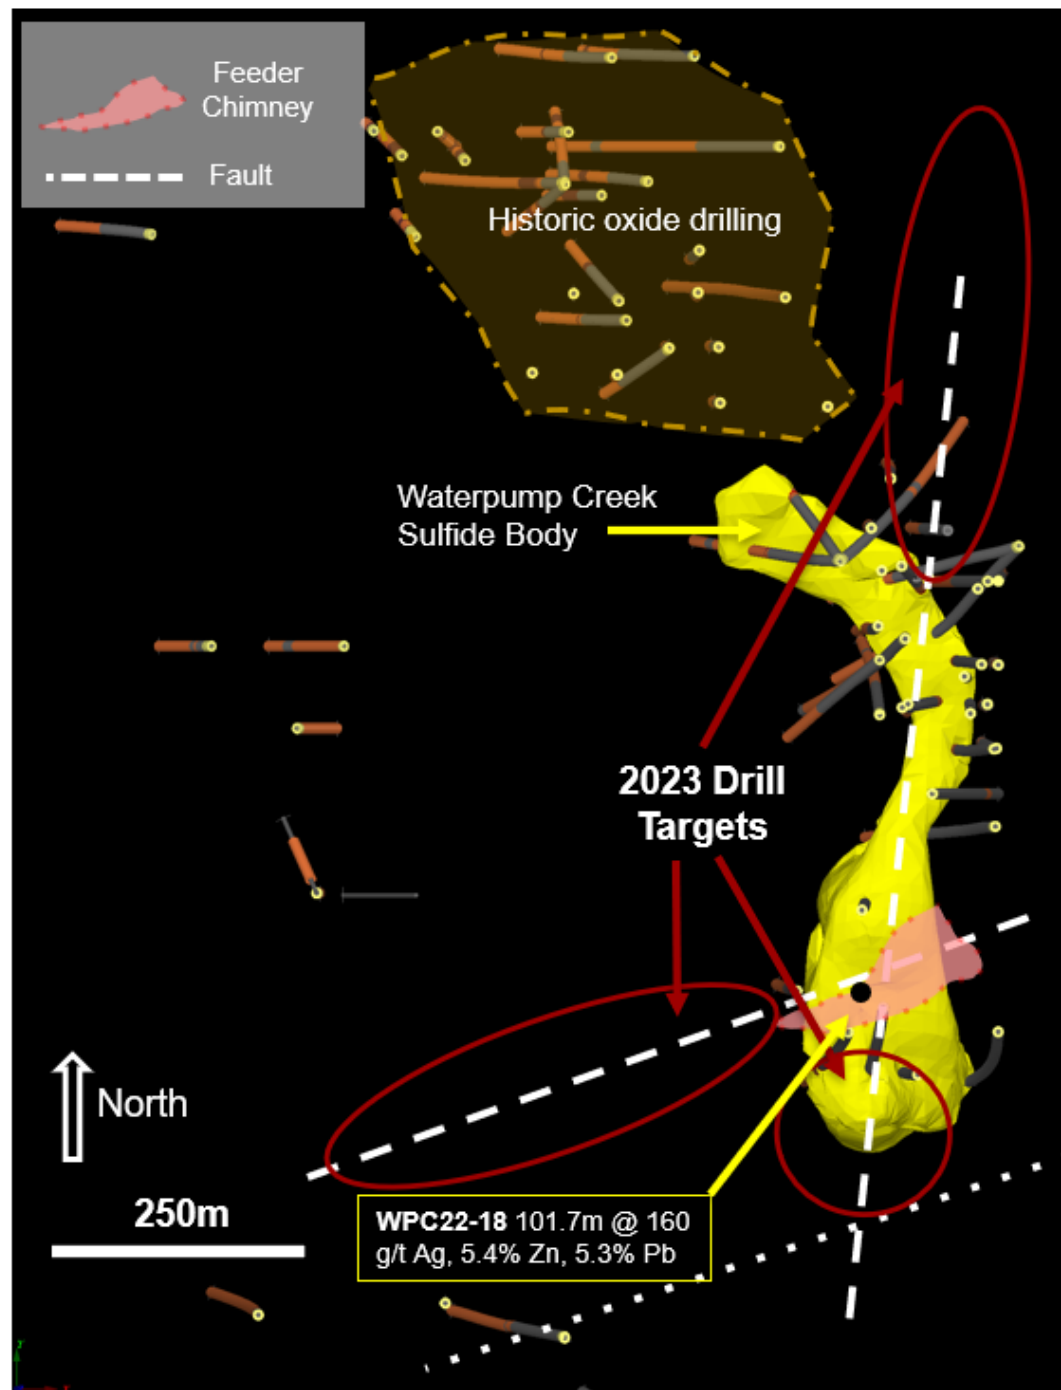 Feeder
Chimney
Fault
Historic oxide drilling
Waterpump Creek
Sulfide Body
2023 Drill
Targets
North
250m
WPC22-18 101.7m @ 160
g/t Ag, 5.4% Zn, 5.3% Pb